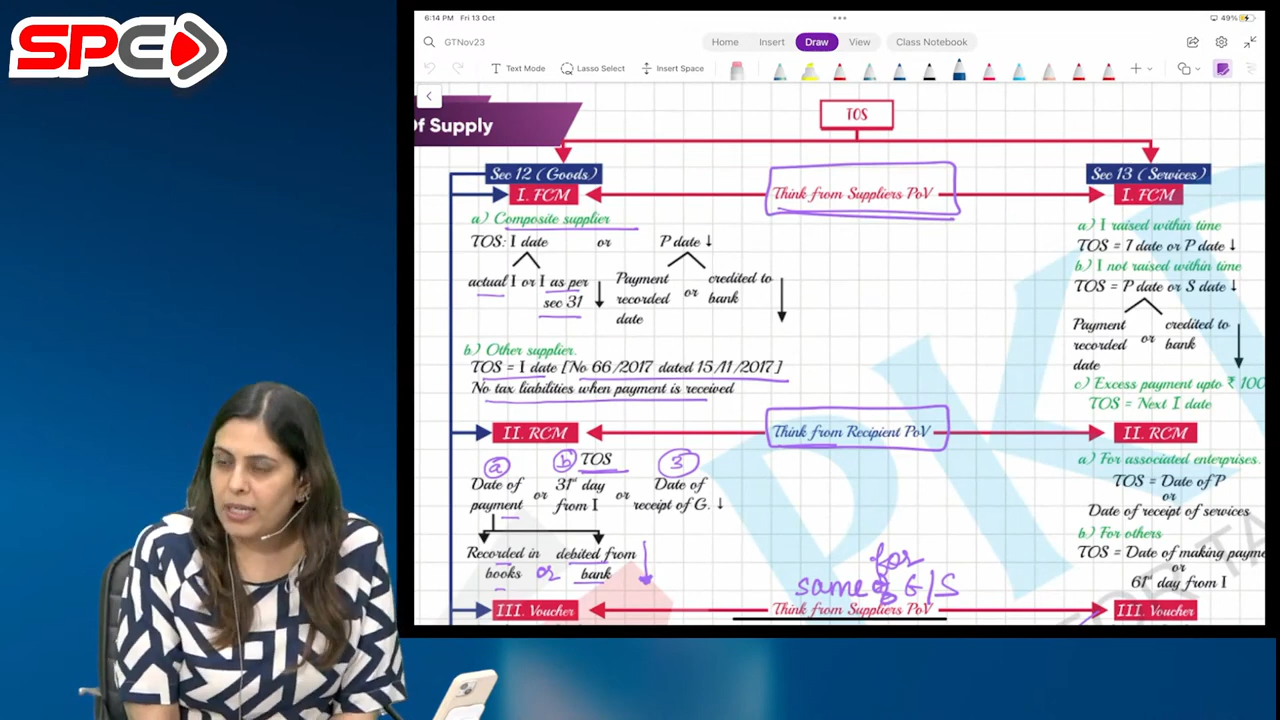 SPC
6:14 PM Fri 13 Oct
49%
GTNov23
Home
Insert
Draw
View
Class Notebook
Text Mode
Lasso Select
Insert Space
Of Supply
TOS
Sec 12 (Goods)
I. FCM
Think from Suppliers PoV
Sec 13 (Services)
I. FCM
a) Composite supplier
TOS: I date or P date ↓
actual I or I as per sec 31 ↓
Payment recorded date or credited to bank ↓
b) Other supplier.
TOS = I date [No 66/2017 dated 15/11/2017]
No tax liabilities when payment is received
a) I raised within time
TOS = I date or P date ↓
b) I not raised within time
TOS = P date or S date ↓
Payment recorded date or credited to bank ↓
c) Excess payment upto ₹ 100
TOS = Next I date
II. RCM
Think from Recipient PoV
II. RCM
a b TOS 3
Date of payment or 31st day from I or Date of receipt of G. ↓
Recorded in books or debited from bank ↓
a) For associated enterprises.
TOS = Date of P
or
Date of receipt of services
b) For others
TOS = Date of making payme
or
61st day from I
for
same G/S
III. Voucher
Think from Suppliers PoV
III. Voucher